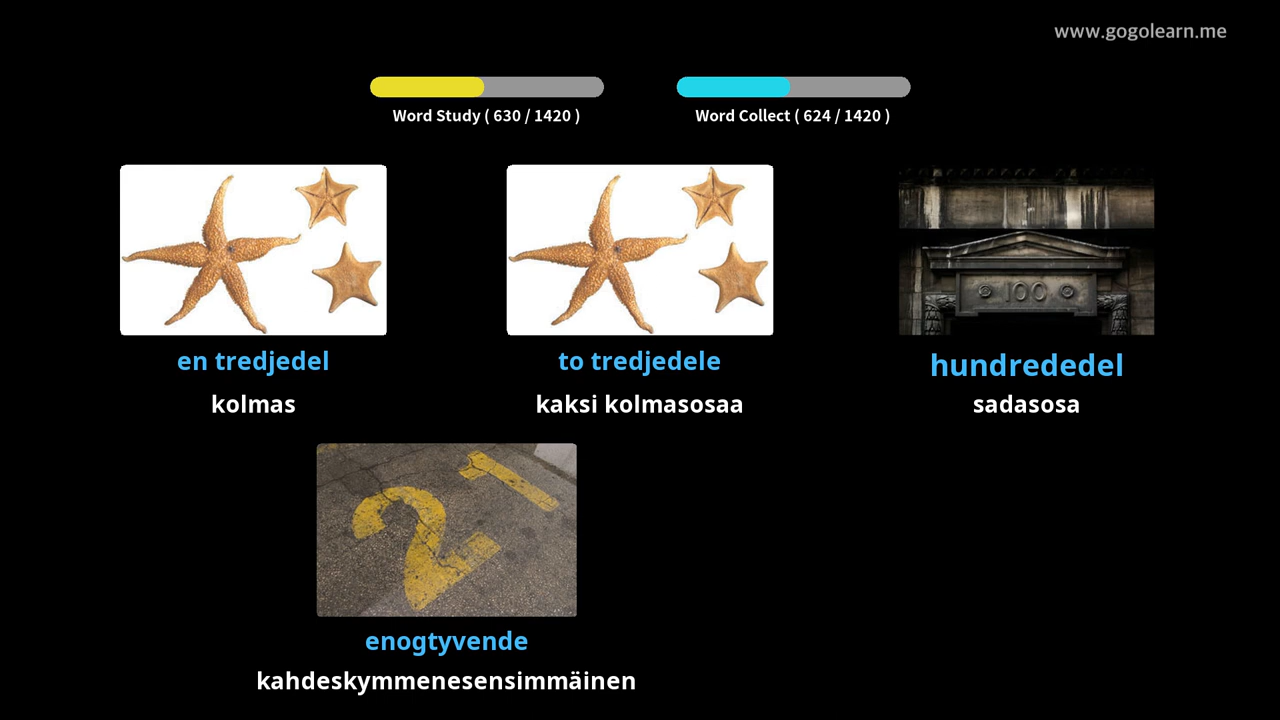 www.gogolearn.me
Word Study ( 630 / 1420 )
Word Collect ( 624 / 1420 )
100
en tredjedel
to tredjedele
hundrededel
kolmas
kaksi kolmasosaa
sadasosa
21
enogtyvende
kahdeskymmenesensimmäinen